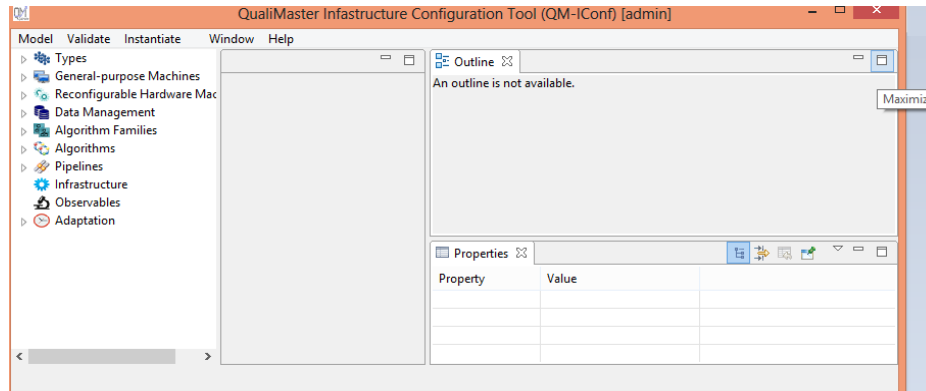 QM
QualiMaster Infastructure Configuration Tool (QM-IConf) [admin]
Model Validate Instantiate Window Help
Types
General-purpose Machines
Reconfigurable Hardware Mac
Data Management
Algorithm Families
Algorithms
Pipelines
Infrastructure
Observables
Adaptation
Outline
An outline is not available.
Maximiz
Properties
Property Value